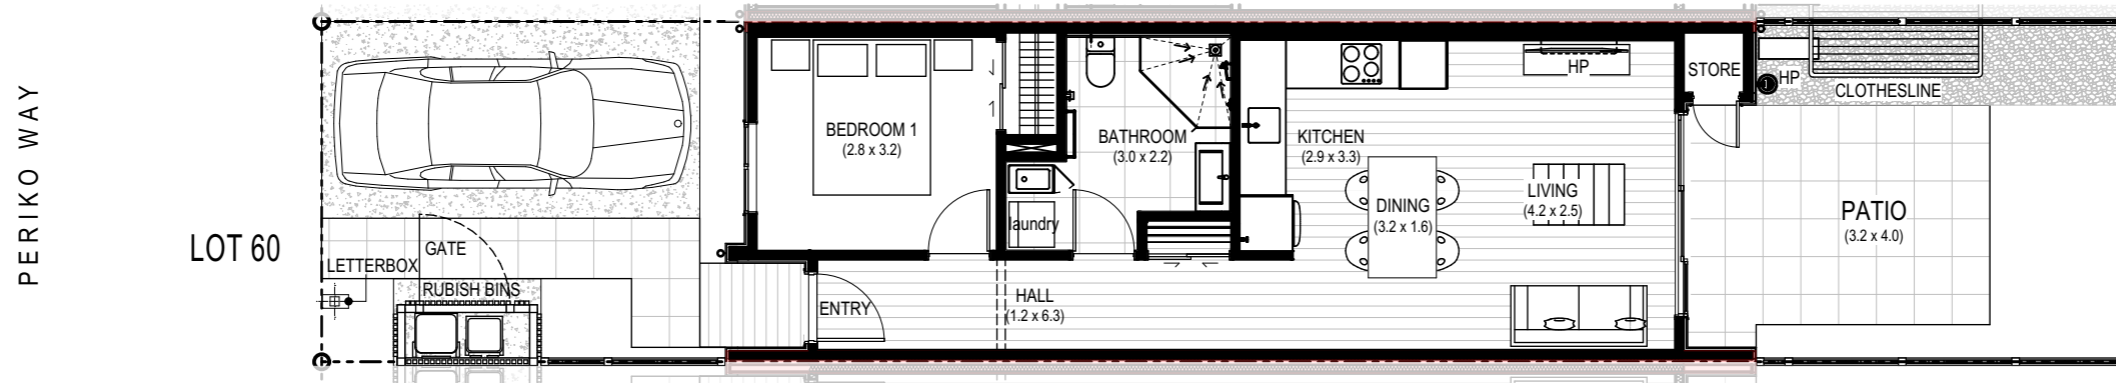 PERIKO WAY
LOT 60
LETTERBOX
GATE
RUBISH BINS
ENTRY
HALL
(1.2 x 6.3)
BEDROOM 1
(2.8 x 3.2)
laundry
BATHROOM
(3.0 x 2.2)
KITCHEN
(2.9 x 3.3)
DINING
(3.2 x 1.6)
HP
LIVING
(4.2 x 2.5)
STORE
HP
CLOTHESLINE
PATIO
(3.2 x 4.0)